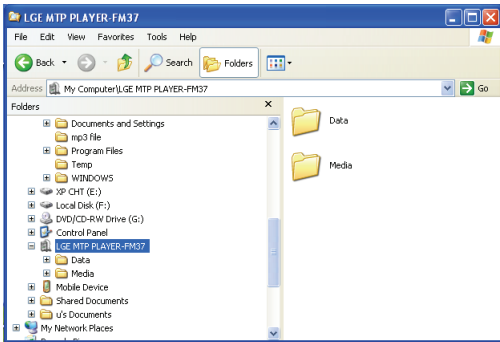 LGE MTP PLAYER-FM37
File Edit View Favorites Tools Help
Back Search Folders
Address My Computer\LGE MTP PLAYER-FM37 Go
Folders
Documents and Settings
mp3 file
Program Files
Temp
WINDOWS
XP CHT (E:)
Local Disk (F:)
DVD/CD-RW Drive (G:)
Control Panel
LGE MTP PLAYER-FM37
Data
Media
Mobile Device
Shared Documents
u's Documents
My Network Places
Data
Media